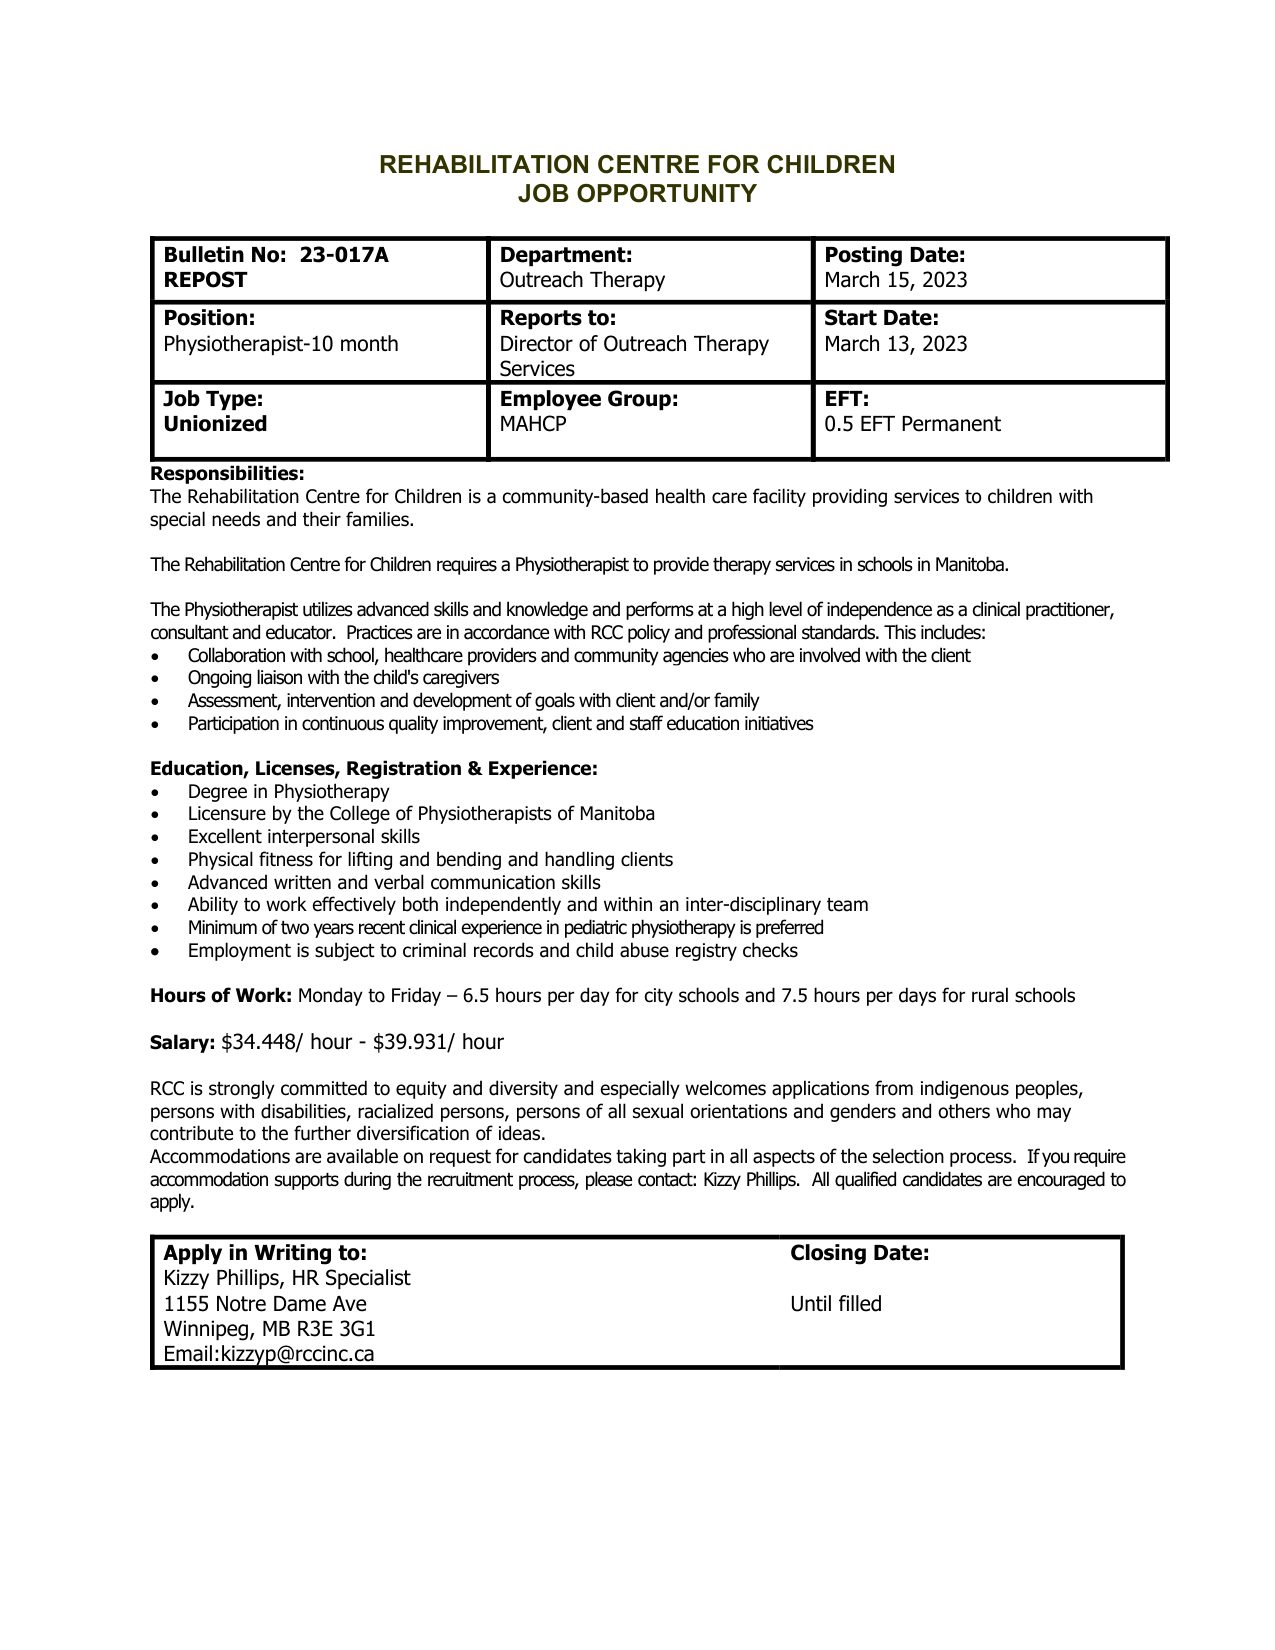 REHABILITATION CENTRE FOR CHILDREN
JOB OPPORTUNITY
Bulletin No:  23-017A
REPOST
Department:
Outreach Therapy
Posting Date:
March 15, 2023
Position:
Physiotherapist-10 month
Reports to:
Director of Outreach Therapy
Services
Start Date:
March 13, 2023
Job Type:
Unionized
Employee Group:
MAHCP
EFT:
0.5 EFT Permanent
Responsibilities:
The Rehabilitation Centre for Children is a community-based health care facility providing services to children with
special needs and their families.
The Rehabilitation Centre for Children requires a Physiotherapist to provide therapy services in schools in Manitoba.
The Physiotherapist utilizes advanced skills and knowledge and performs at a high level of independence as a clinical practitioner,
consultant and educator.  Practices are in accordance with RCC policy and professional standards. This includes:
• Collaboration with school, healthcare providers and community agencies who are involved with the client
• Ongoing liaison with the child's caregivers
• Assessment, intervention and development of goals with client and/or family
• Participation in continuous quality improvement, client and staff education initiatives
Education, Licenses, Registration & Experience:
• Degree in Physiotherapy
• Licensure by the College of Physiotherapists of Manitoba
• Excellent interpersonal skills
• Physical fitness for lifting and bending and handling clients
• Advanced written and verbal communication skills
• Ability to work effectively both independently and within an inter-disciplinary team
• Minimum of two years recent clinical experience in pediatric physiotherapy is preferred
• Employment is subject to criminal records and child abuse registry checks
Hours of Work: Monday to Friday – 6.5 hours per day for city schools and 7.5 hours per days for rural schools
Salary: $34.448/ hour - $39.931/ hour
RCC is strongly committed to equity and diversity and especially welcomes applications from indigenous peoples,
persons with disabilities, racialized persons, persons of all sexual orientations and genders and others who may
contribute to the further diversification of ideas.
Accommodations are available on request for candidates taking part in all aspects of the selection process.  If you require
accommodation supports during the recruitment process, please contact: Kizzy Phillips.  All qualified candidates are encouraged to
apply.
Apply in Writing to:
Kizzy Phillips, HR Specialist
1155 Notre Dame Ave
Winnipeg, MB R3E 3G1
Email:kizzyp@rccinc.ca
Closing Date:
Until filled